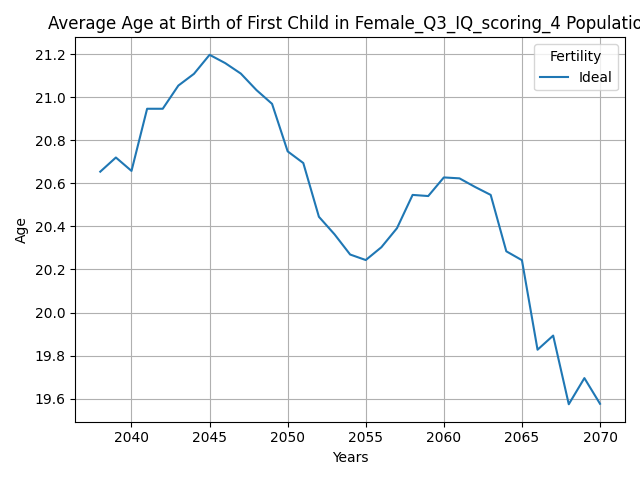 Average Age at Birth of First Child in Female_Q3_IQ_scoring_4 Populatio
Fertility
Ideal
21.2
21.0
20.8
20.6
20.4
20.2
20.0
19.8
19.6
Age
2040 2045 2050 2055 2060 2065 2070
Years